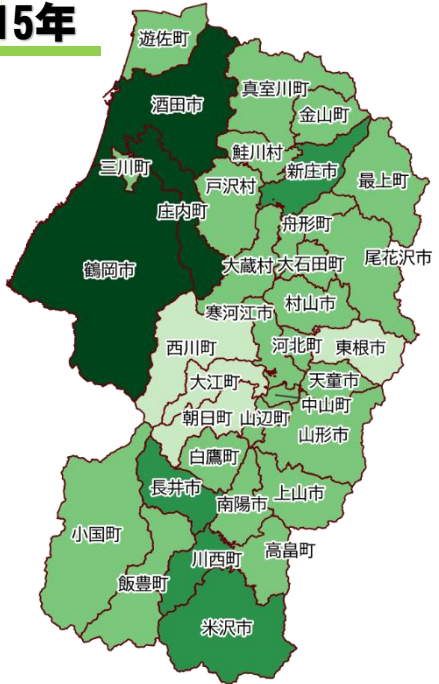 15年
遊佐町
酒田市
真室川町
金山町
鮭川村
新庄市
三川町
戸沢村
最上町
庄内町
舟形町
鶴岡市
大蔵村
大石田町
尾花沢市
寒河江市
村山市
西川町
河北町
東根市
大江町
天童市
中山町
朝日町
山辺町
山形市
白鷹町
長井市
南陽市
上山市
小国町
川西町
高畠町
飯豊町
米沢市